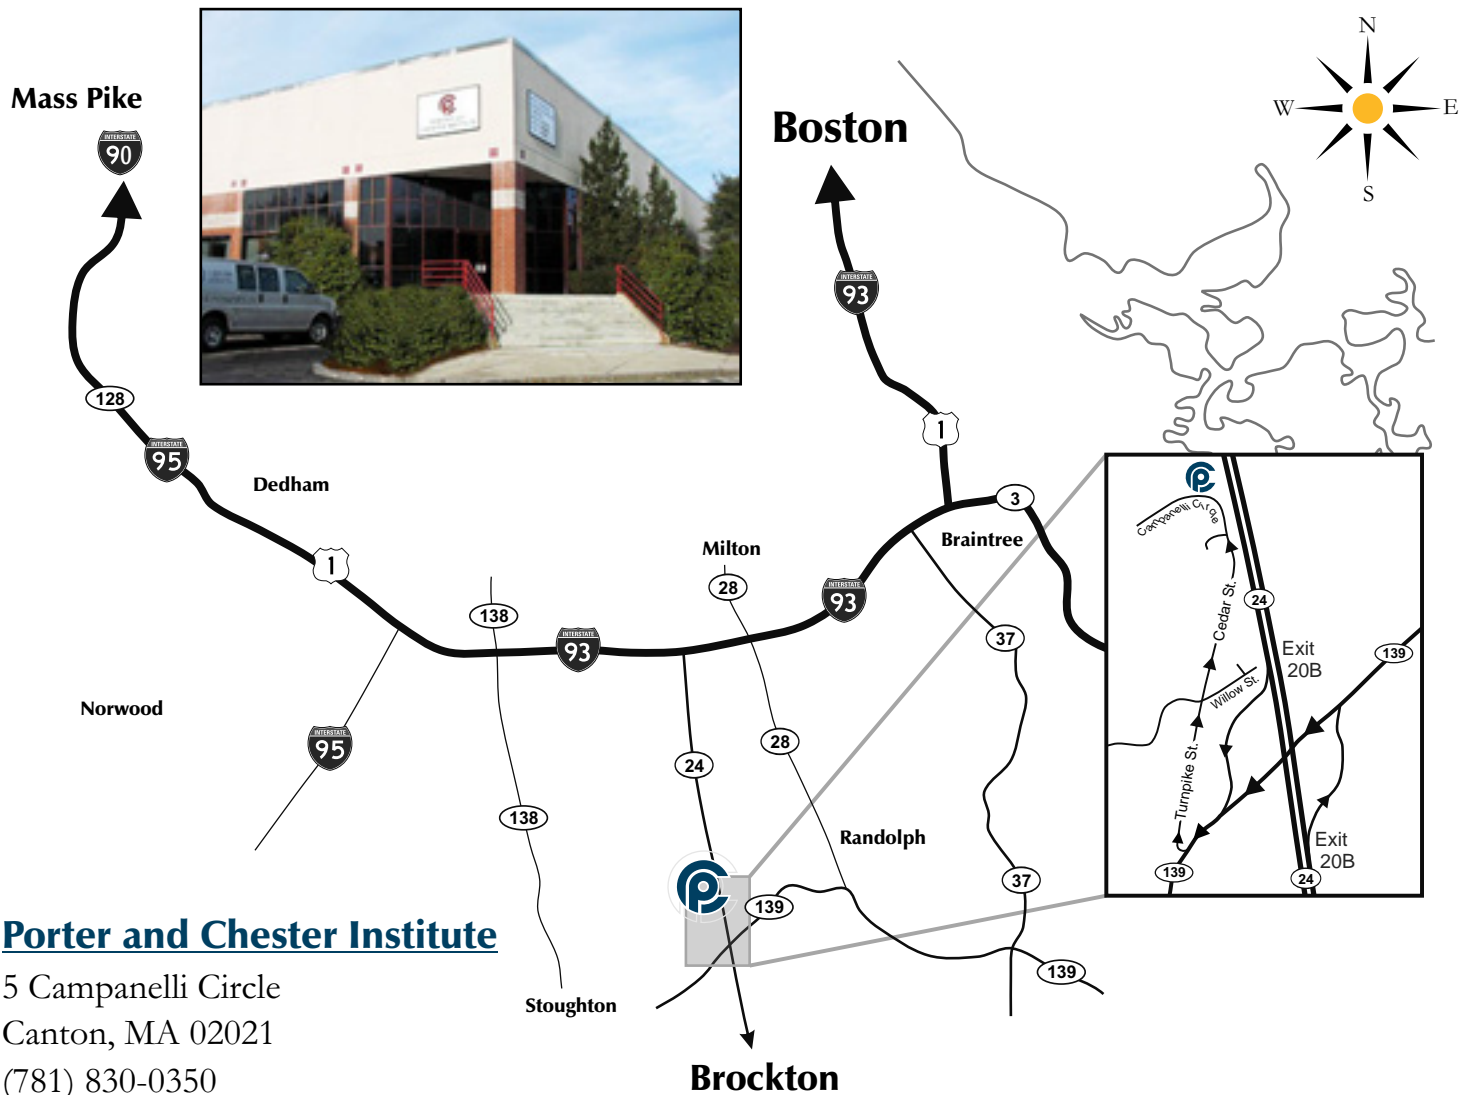 N
W
E
S
Mass Pike
INTERSTATE
90
Boston
INTERSTATE
93
128
INTERSTATE
95
1
Dedham
1
3
Milton
Braintree
28
INTERSTATE
93
138
INTERSTATE
93
37
Norwood
INTERSTATE
95
28
24
138
Randolph
37
139
139
Stoughton
Brockton
Campanelli Circle
24
Cedar St.
Exit
20B
139
Willow St.
Turnpike St.
Exit
20B
139
24
Porter and Chester Institute
5 Campanelli Circle
Canton, MA 02021
(781) 830-0350